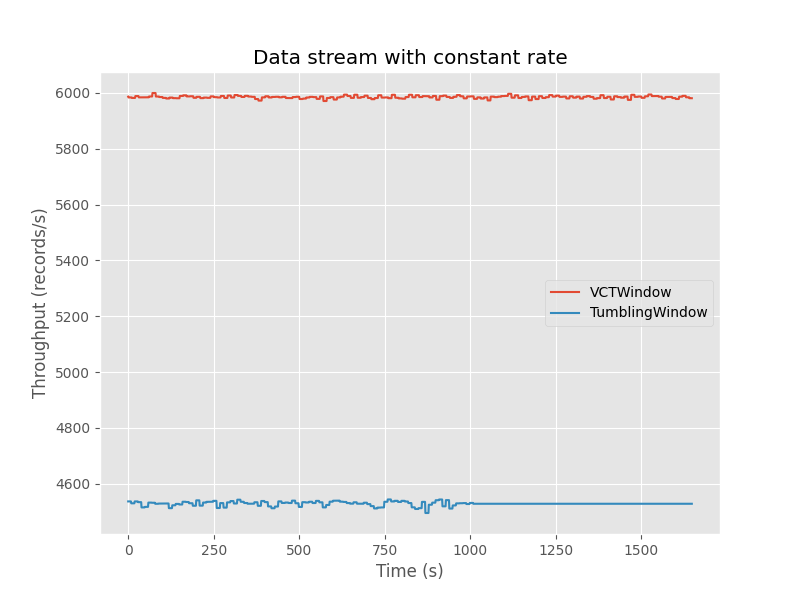 Data stream with constant rate
Throughput (records/s)
6000
5800
5600
5400
5200
5000
4800
4600
VCTWindow
TumblingWindow
0 250 500 750 1000 1250 1500
Time (s)